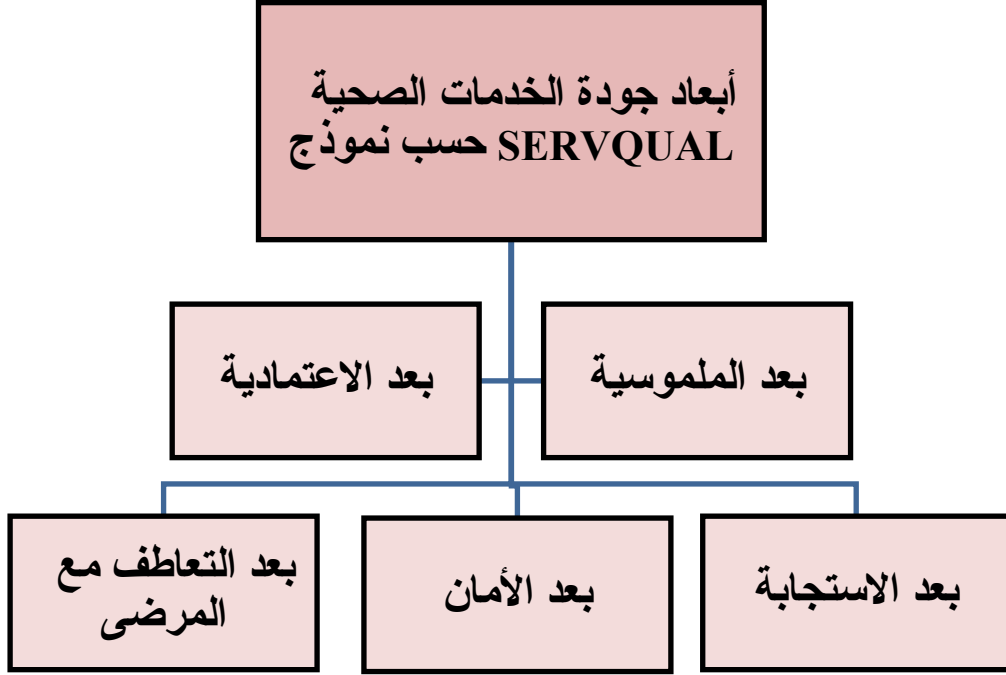 أبعاد جودة الخدمات الصحية
حسب نموذج SERVQUAL
بعد الملموسية
بعد الاعتمادية
بعد الاستجابة
بعد الأمان
بعد التعاطف مع
المرضى